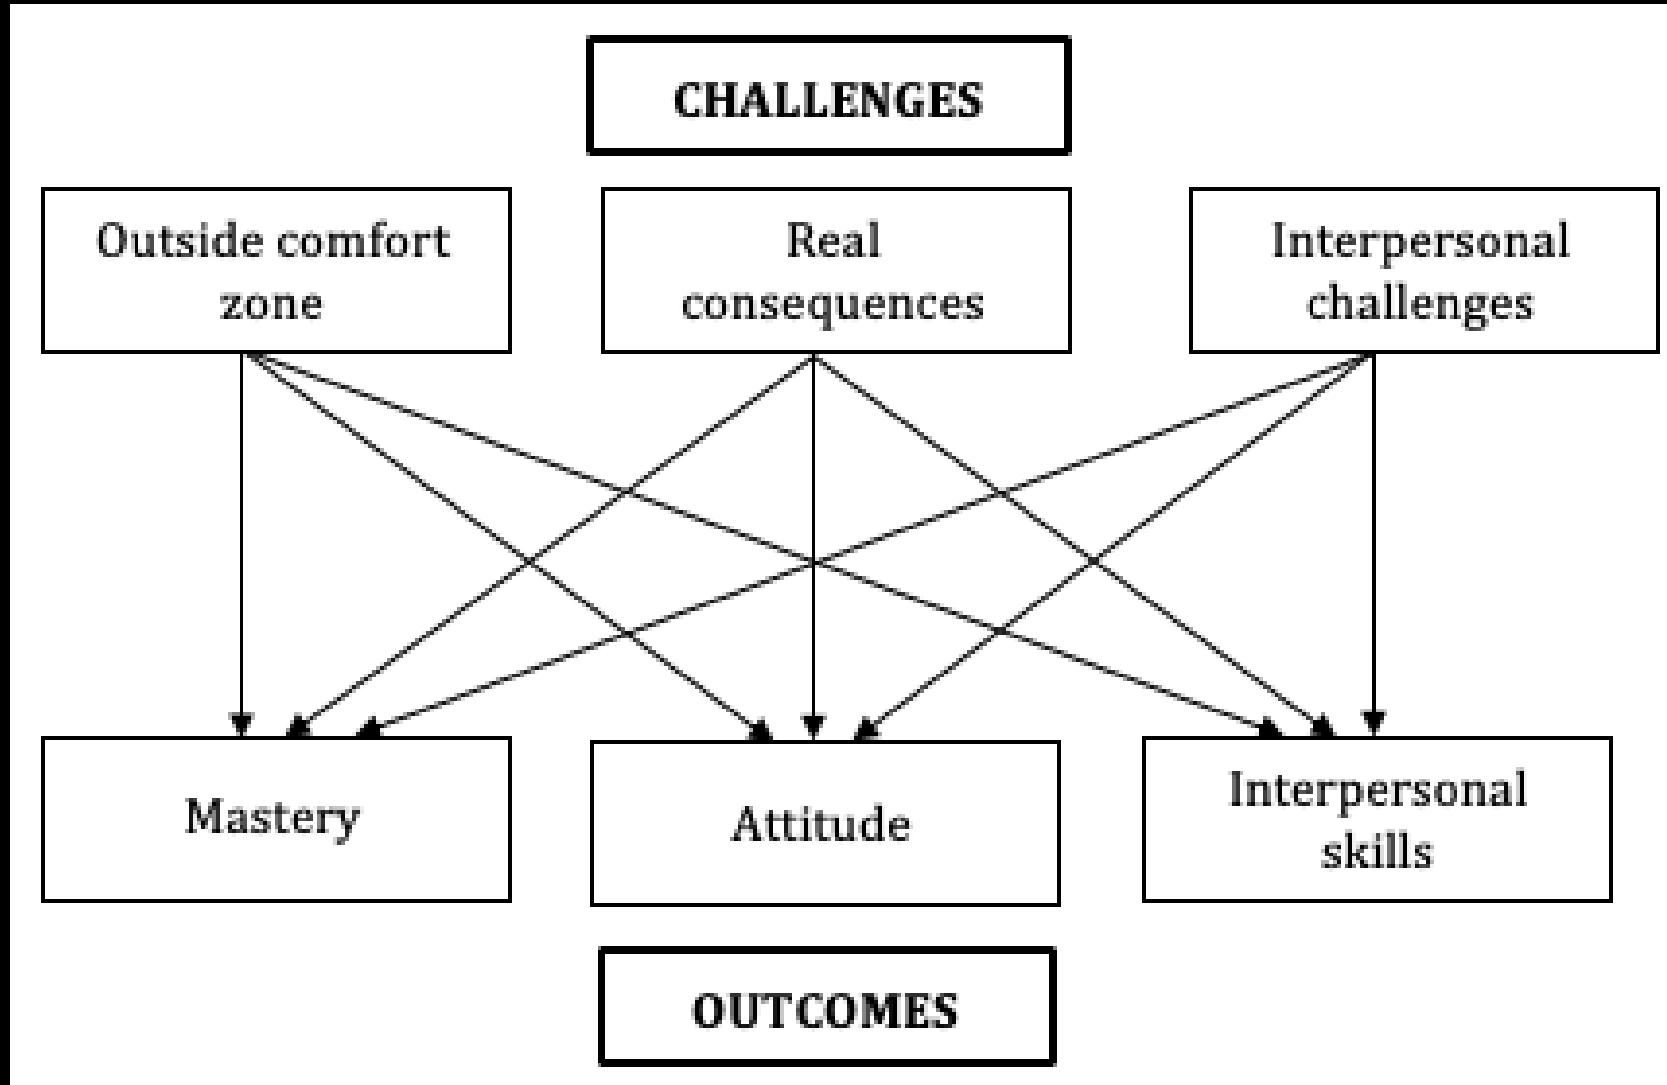 CHALLENGES
Outside comfort
zone
Real
consequences
Interpersonal
challenges
Mastery
Attitude
Interpersonal
skills
OUTCOMES